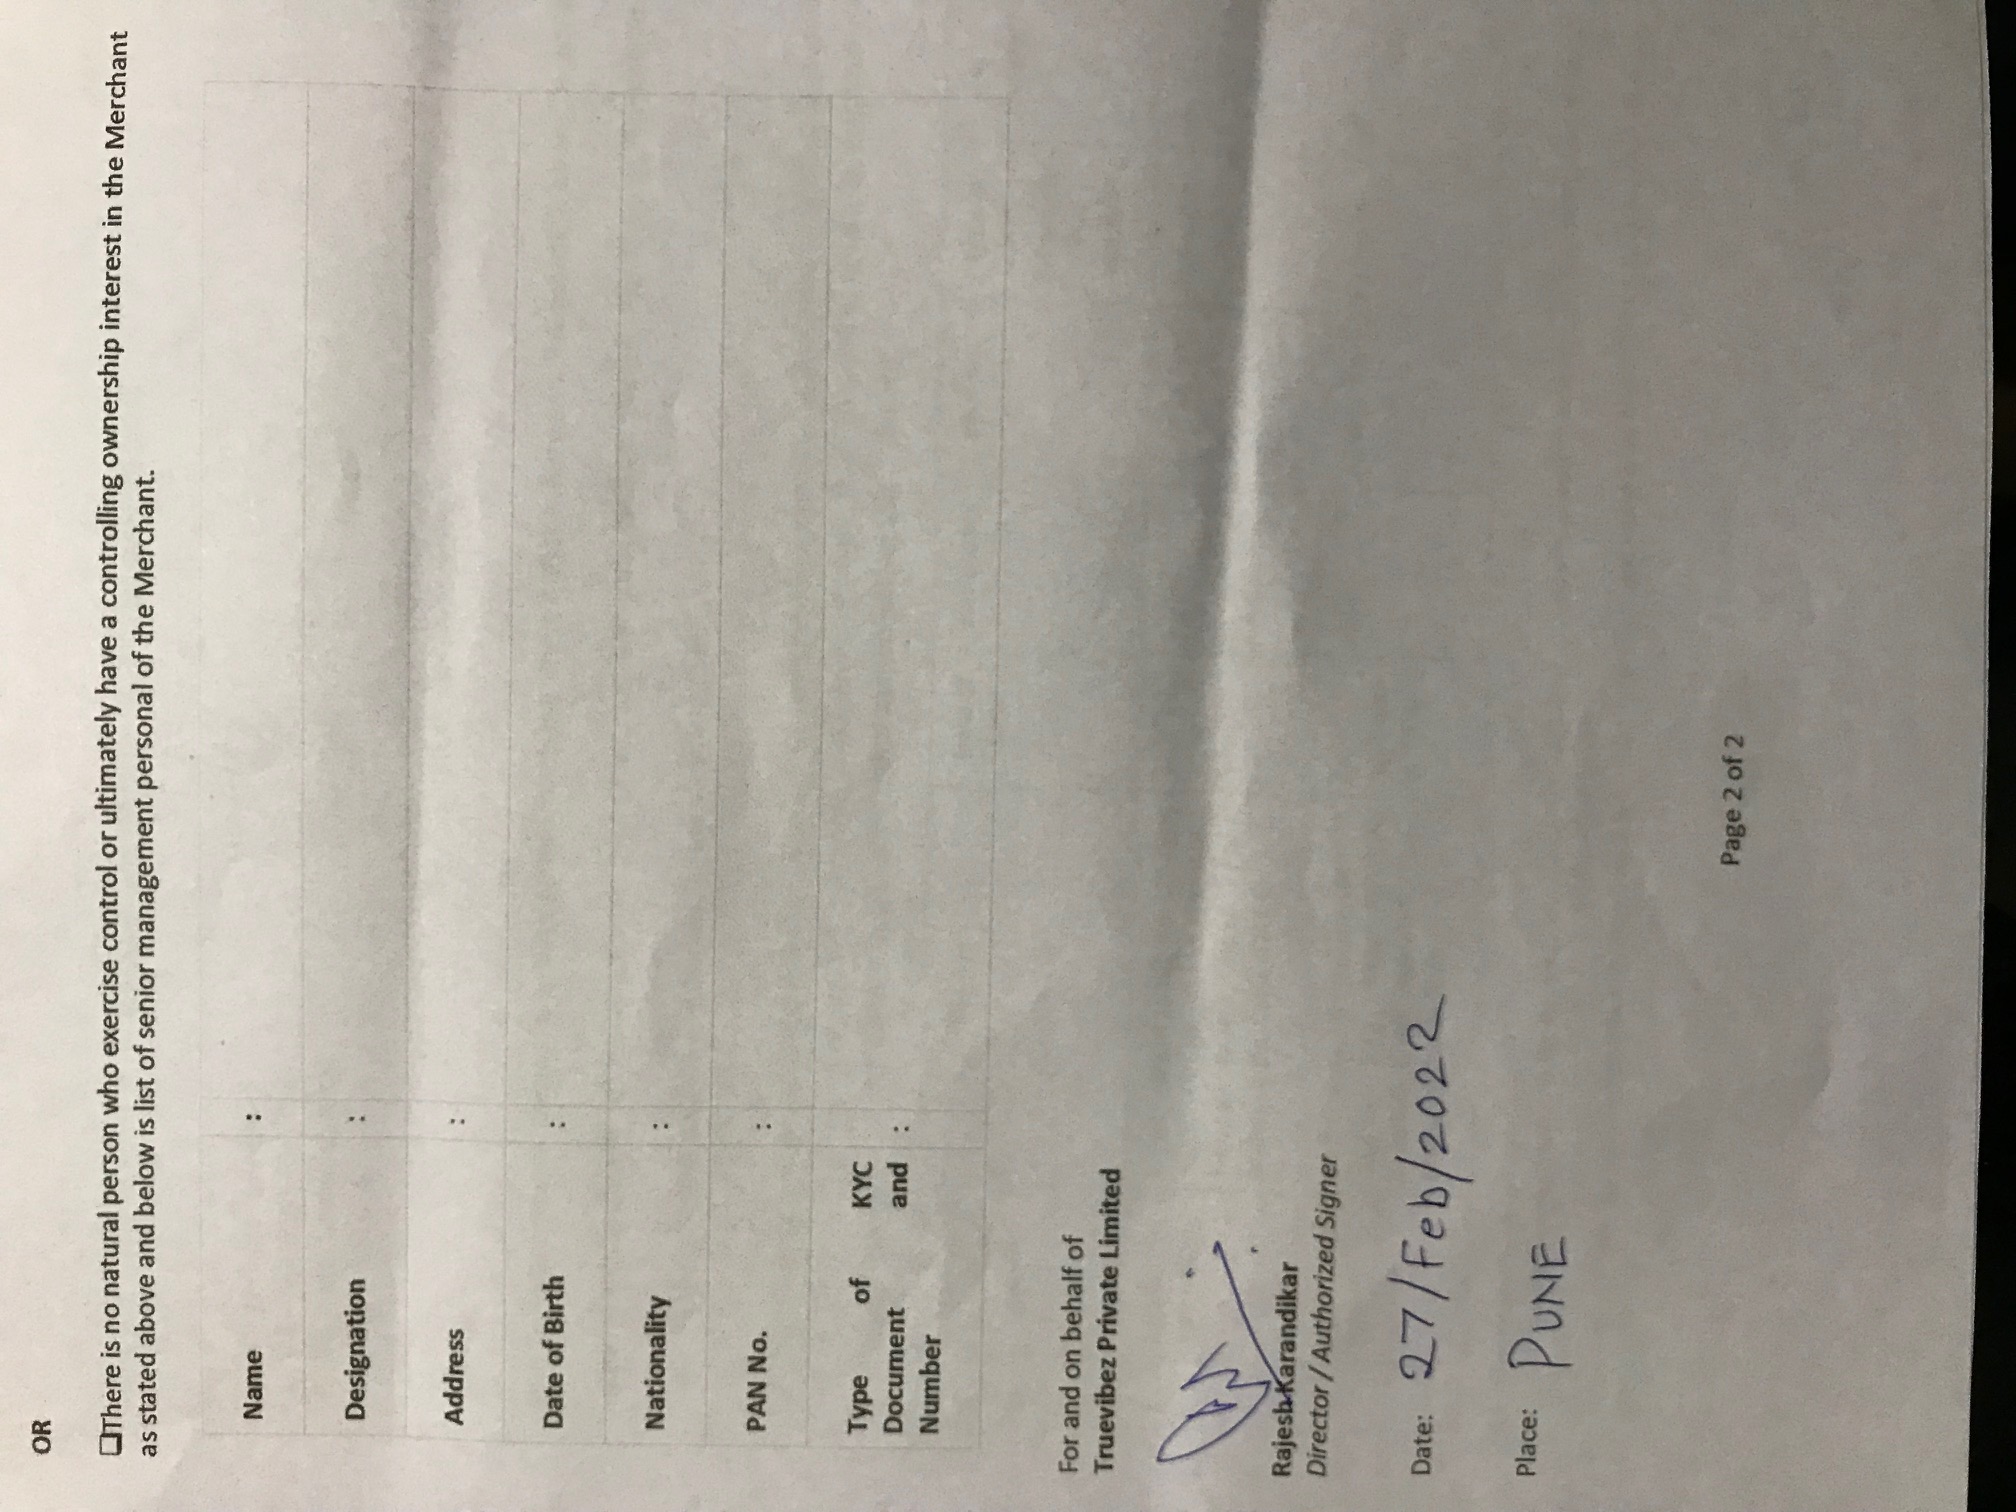 OR
☐There is no natural person who exercise control or ultimately have a controlling ownership interest in the Merchant
as stated above and below is list of senior management personal of the Merchant.
Name :
Designation :
Address :
Date of Birth :
Nationality :
PAN No. :
Type of KYC
Document and :
Number
For and on behalf of
Truevibez Private Limited
Rajesh Karandikar
Director / Authorized Signer
Date: 27/Feb/2022
Place: PUNE
Page 2 of 2